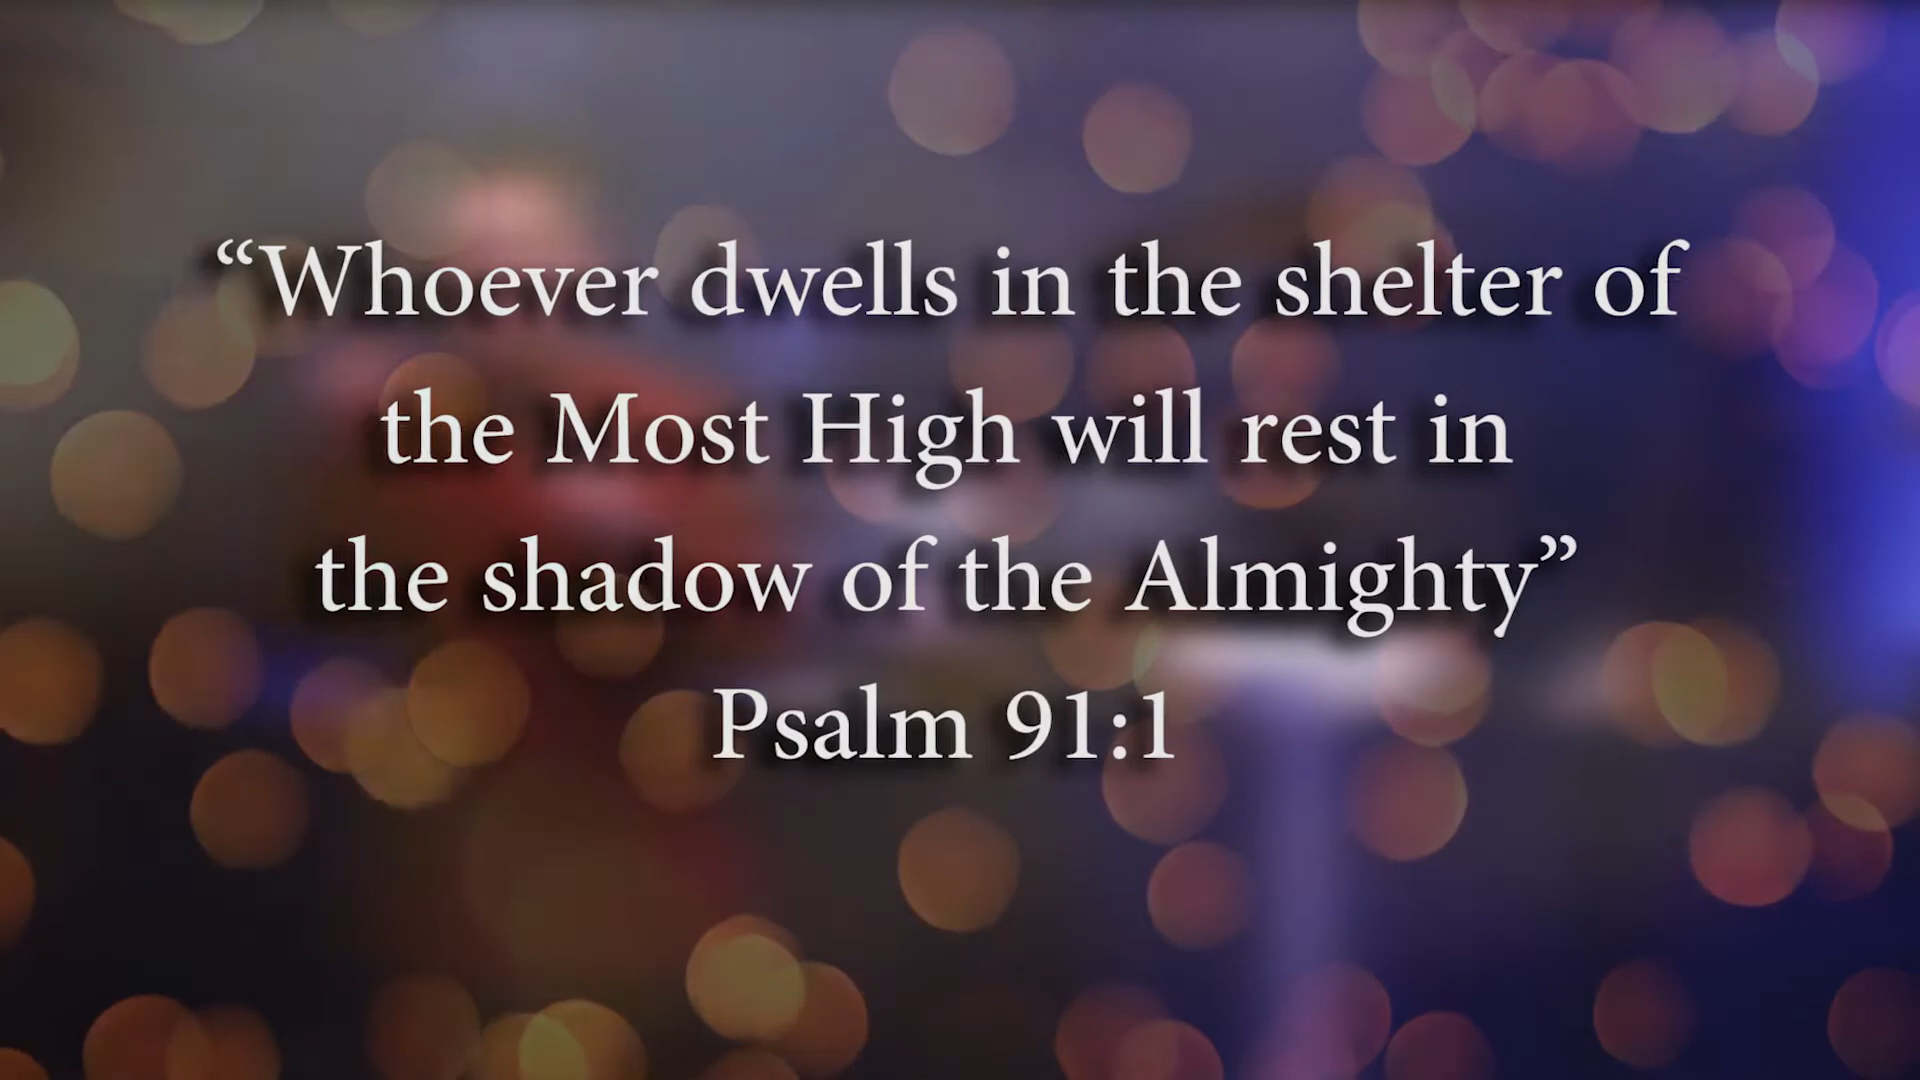 “Whoever dwells in the shelter of
the Most High will rest in
the shadow of the Almighty”
Psalm 91:1